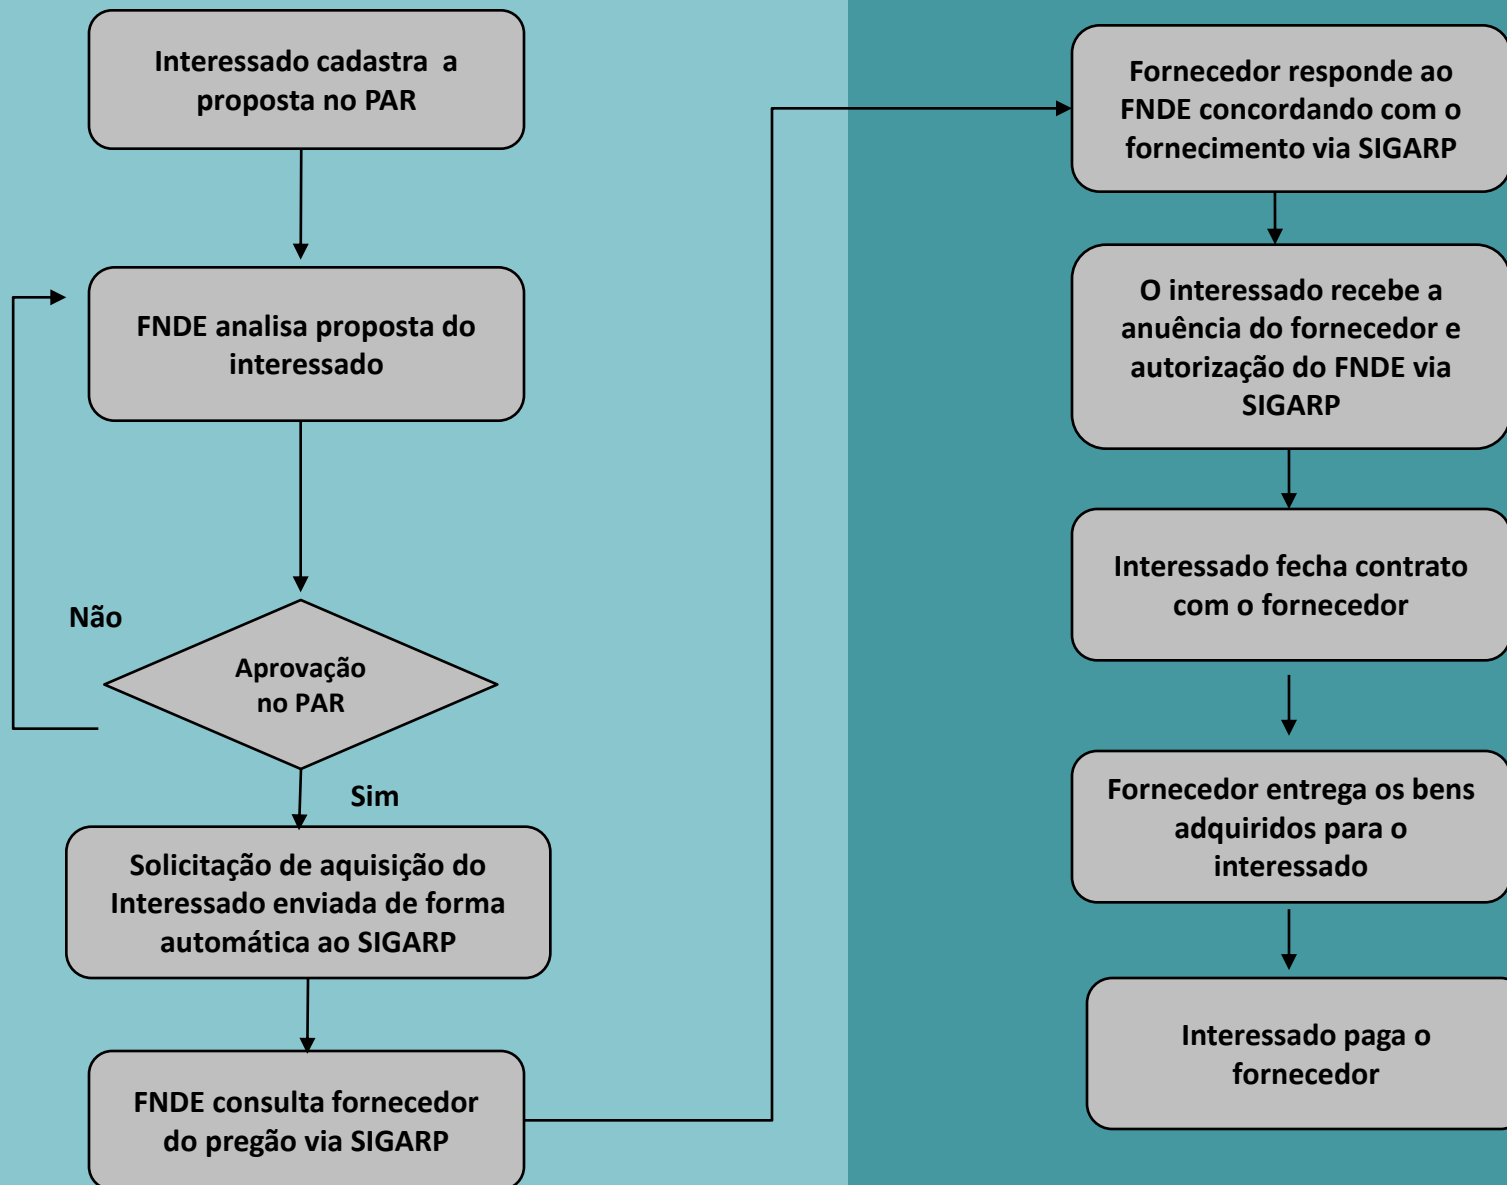 Interessado cadastra a
proposta no PAR
FNDE analisa proposta do
interessado
Não
Aprovação
no PAR
Sim
Solicitação de aquisição do
Interessado enviada de forma
automática ao SIGARP
FNDE consulta fornecedor
do pregão via SIGARP
Fornecedor responde ao
FNDE concordando com o
fornecimento via SIGARP
O interessado recebe a
anuência do fornecedor e
autorização do FNDE via
SIGARP
Interessado fecha contrato
com o fornecedor
Fornecedor entrega os bens
adquiridos para o
interessado
Interessado paga o
fornecedor